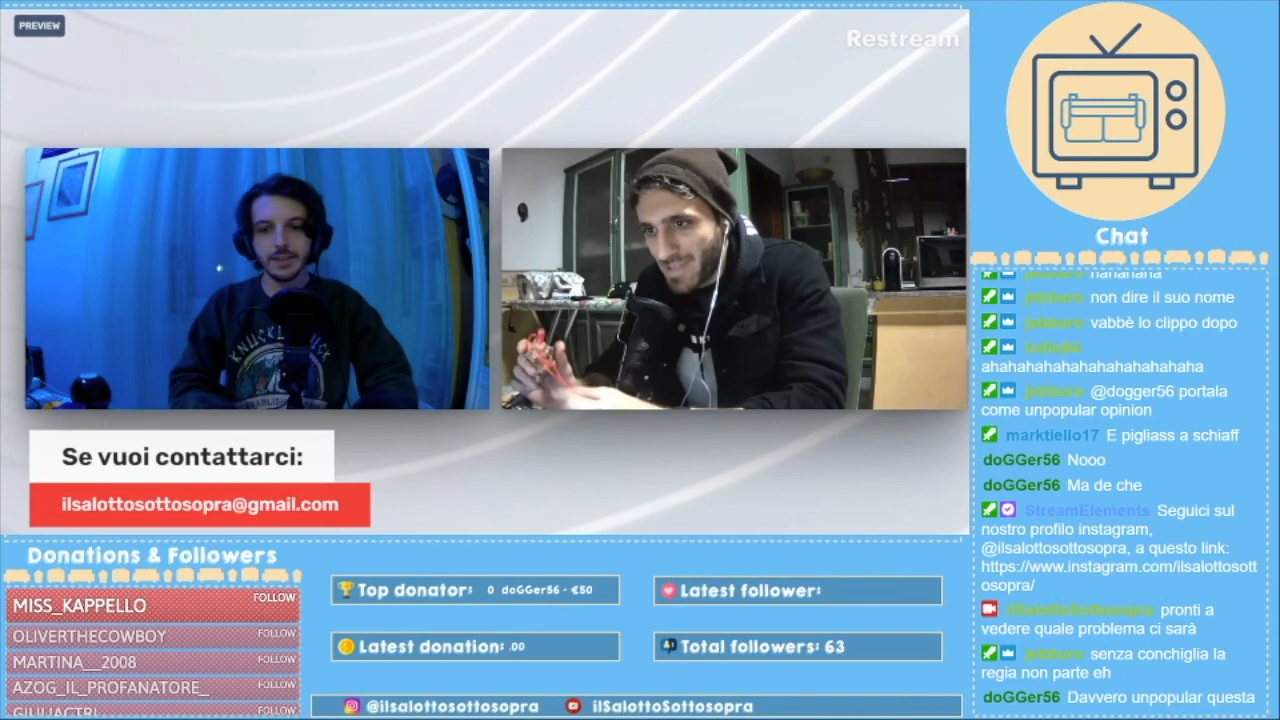 PREVIEW
Restream
KNUCKLE
Se vuoi contattarci:
ilsalottosottosopra@gmail.com
Donations & Followers
MISS_KAPPELLO FOLLOW
OLIVERTHECOWBOY FOLLOW
MARTINA__2008 FOLLOW
AZOG_IL_PROFANATORE_ FOLLOW
FOLLOW
Top donator: 0 doGGer56 - €50
Latest follower:
Latest donation: .00
Total followers: 63
@ilsalottosottosopra
ilSalottoSottosopra
Chat
hahahaha
non dire il suo nome
vabbè lo clippo dopo
ahahahahahahahahahahaha
@dogger56 portala
come unpopular opinion
marktiello17 E pigliass a schiaff
doGGer56 Nooo
doGGer56 Ma de che
StreamElements Seguici sul
nostro profilo instagram,
@ilsalottosottosopra, a questo link:
https://www.instagram.com/ilsalottosott
osopra/
ilSalottoSottosopra pronti a
vedere quale problema ci sarà
senza conchiglia la
regia non parte eh
doGGer56 Davvero unpopular questa